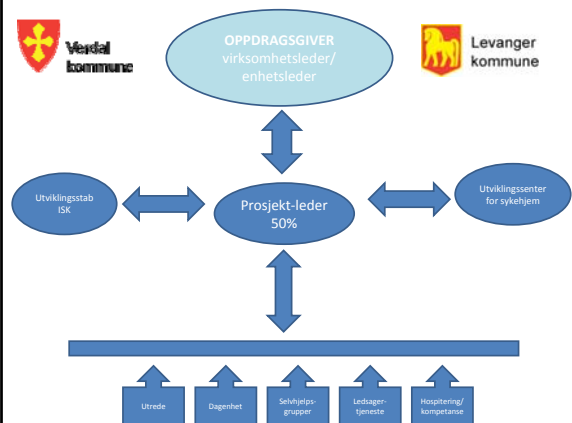 Verdal
kommune
OPPDRAGSGIVER
virksomhetsleder/
enhetsleder
Levanger
kommune
Utviklingsstab
ISK
Prosjekt-leder
50%
Utviklingssenter
for sykehjem
Utrede
Dagenhet
Selvhjelps-
grupper
Ledsager-
tjeneste
Hospitering/
kompetanse